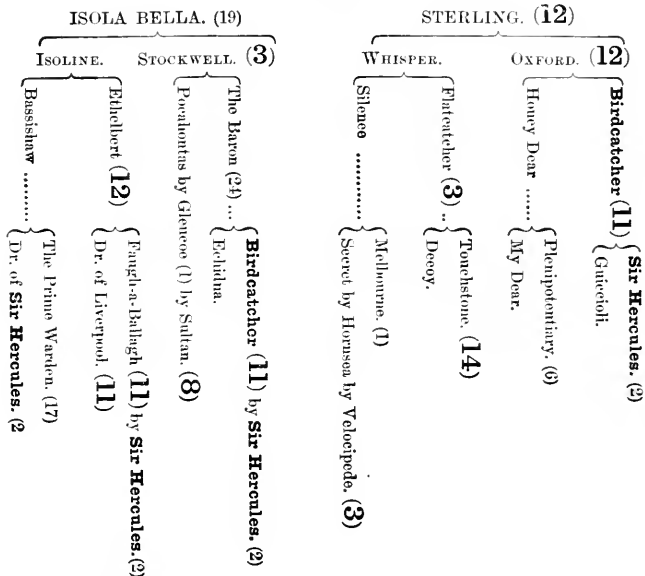 ISOLA BELLA. (19)
STERLING. (12)
ISOLINE.
STOCKWELL. (3)
WHISPER.
OXFORD. (12)
Birdcatcher (11)
Sir Hercules. (2)
Guiccioli.
Honey Dear ......
Plenipotentiary. (6)
My Dear.
Flatcatcher (3) ..
Touchstone. (14)
Decoy.
Silence ............
Melbourne. (1)
Secret by Hornsea by Velocipede. (3)
The Baron (24) ...
Birdcatcher (11) by Sir Hercules. (2)
Echidna.
Pocahontas by Glencoe (1) by Sultan. (8)
Ethelbert (12)
Faugh-a-Ballagh (11) by Sir Hercules. (2)
Dr. of Liverpool. (11)
Bassishaw .........
The Prime Warden. (17)
Dr. of Sir Hercules. (2